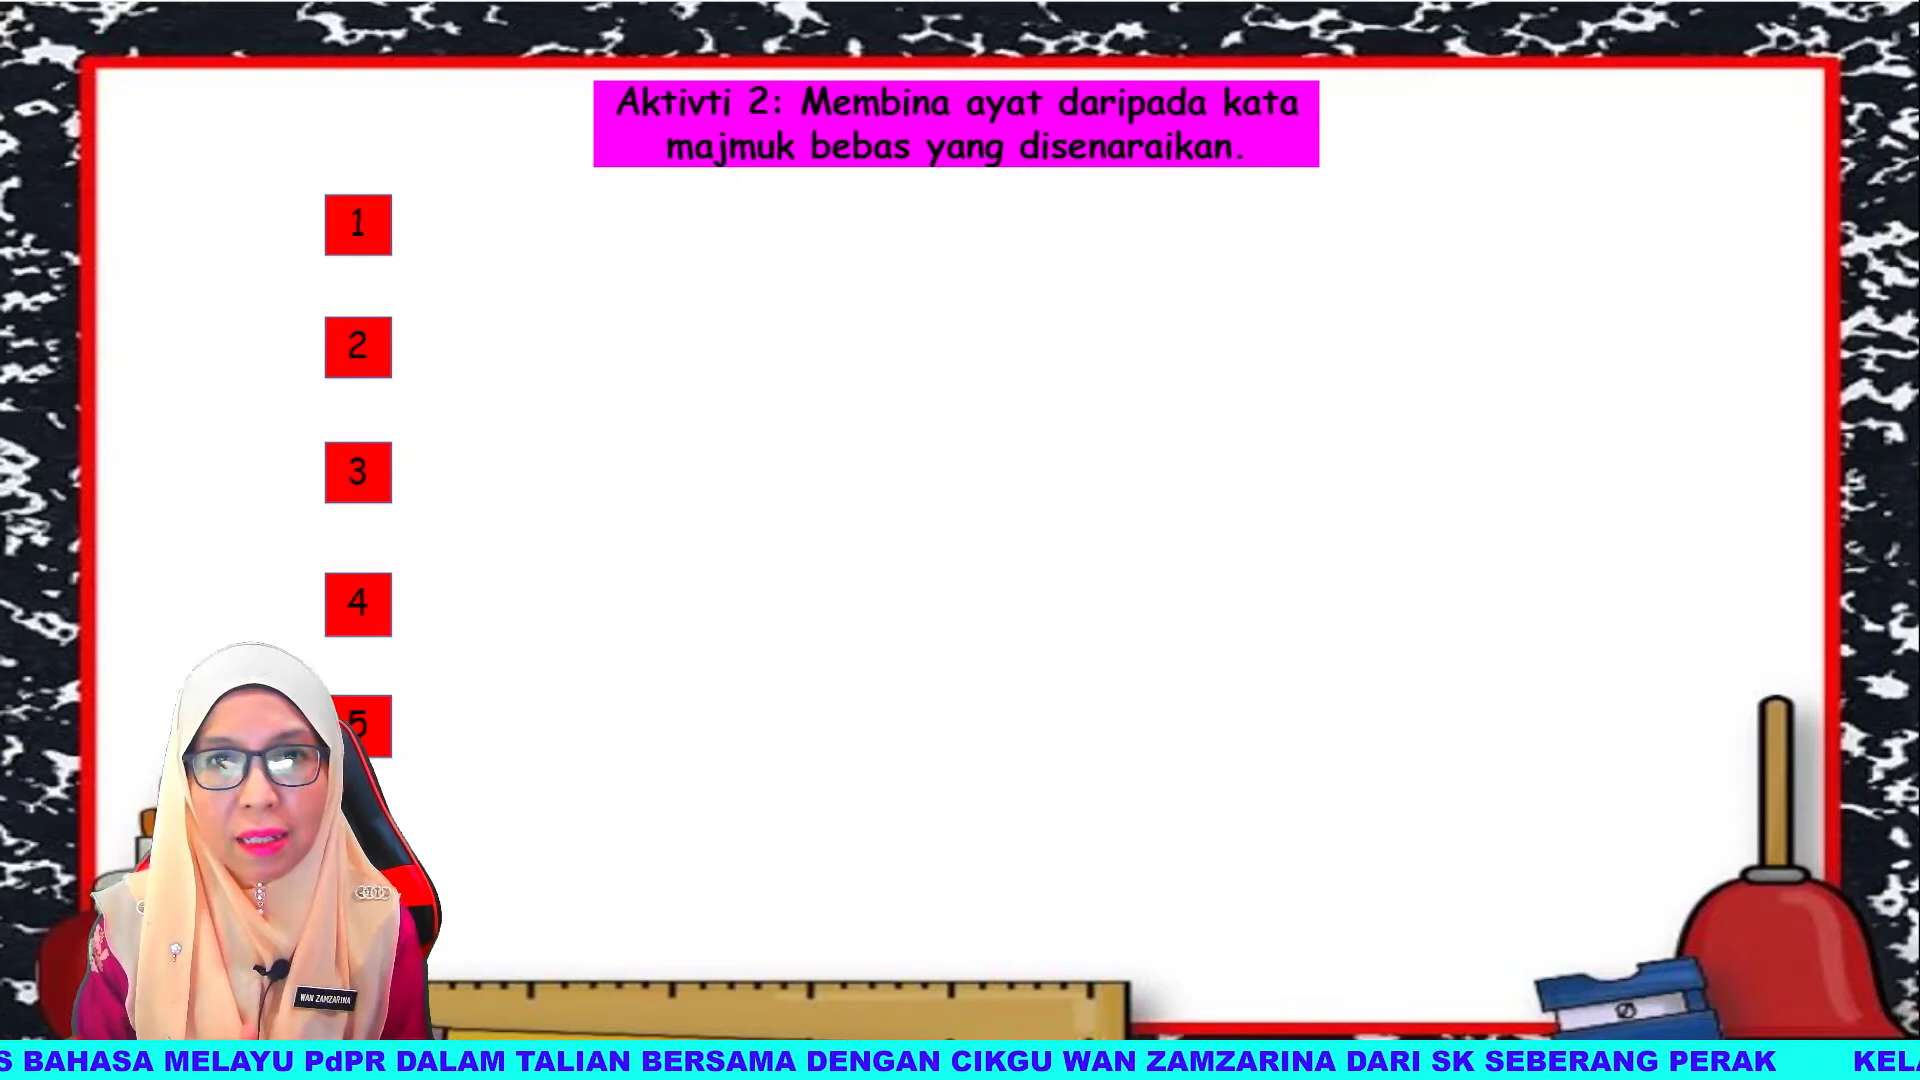 Aktivti 2: Membina ayat daripada kata
majmuk bebas yang disenaraikan.
1
2
3
4
5
WAN ZAMZARINA
S BAHASA MELAYU PdPR DALAM TALIAN BERSAMA DENGAN CIKGU WAN ZAMZARINA DARI SK SEBERANG PERAK KELA